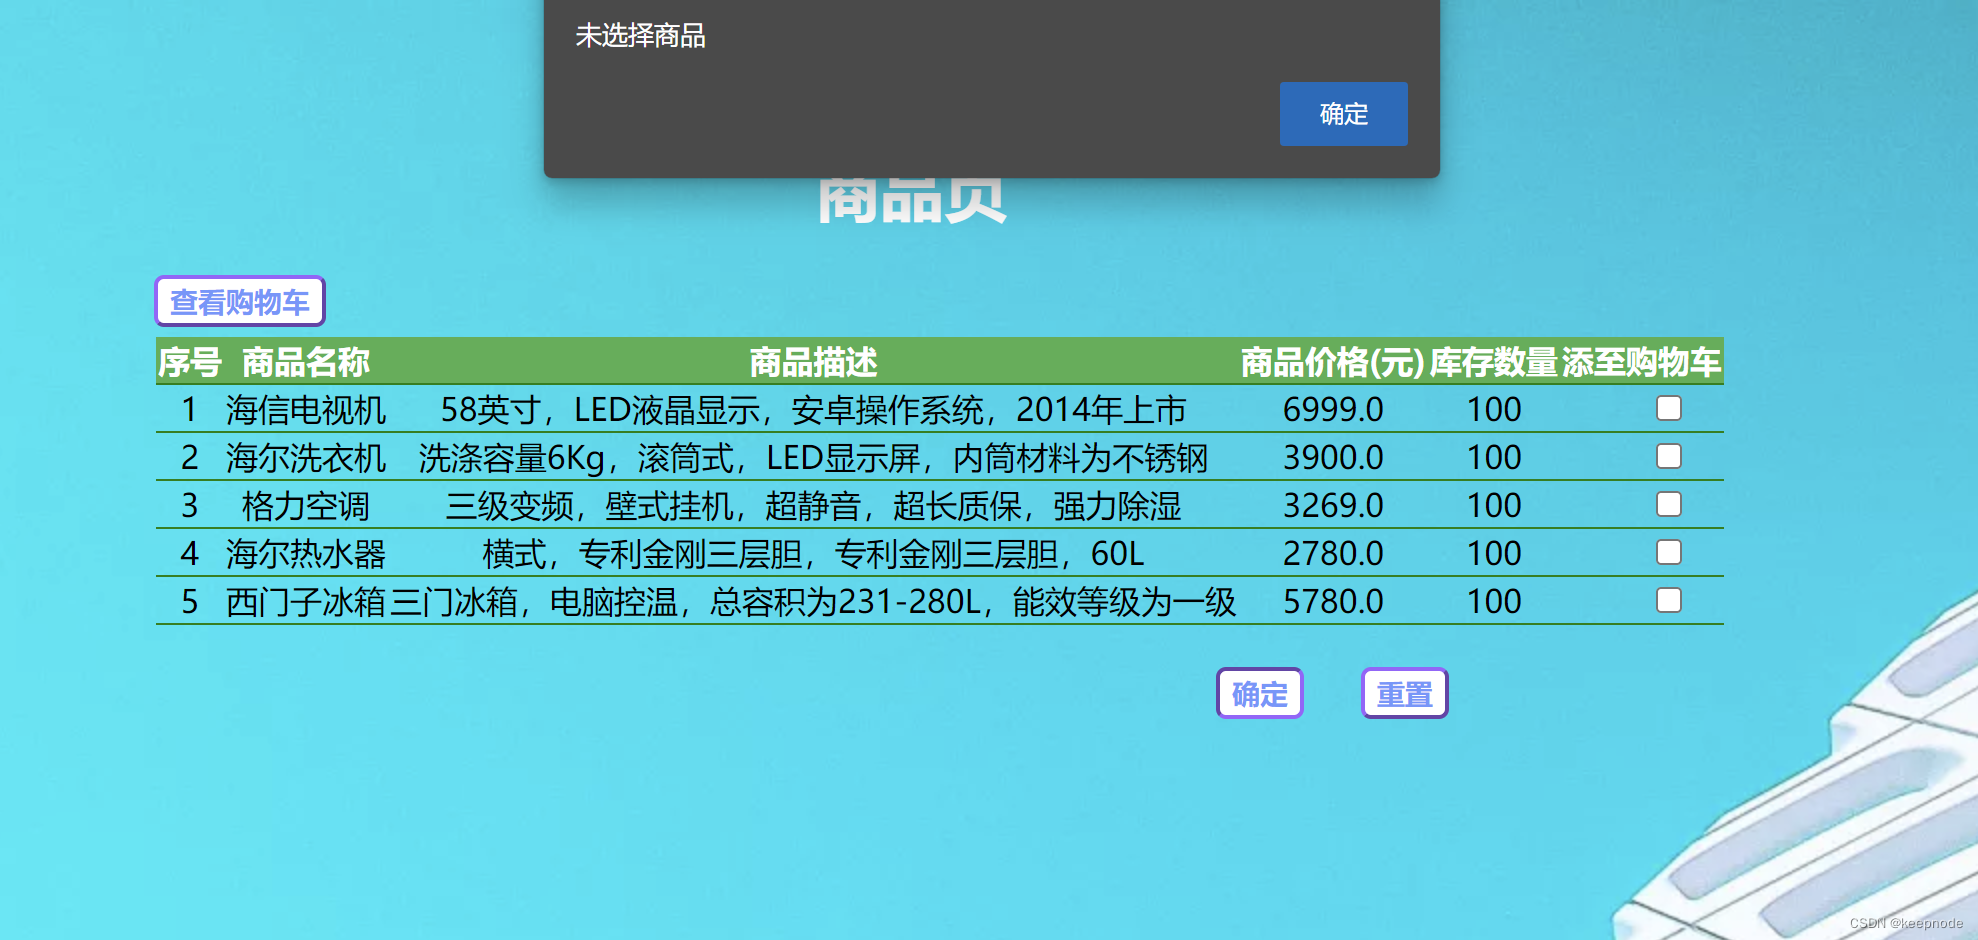 未选择商品
确定
商品页
查看购物车
序号 商品名称 商品描述 商品价格(元) 库存数量 添至购物车
1 海信电视机 58英寸，LED液晶显示，安卓操作系统，2014年上市 6999.0 100
2 海尔洗衣机 洗涤容量6Kg，滚筒式，LED显示屏，内筒材料为不锈钢 3900.0 100
3 格力空调 三级变频，壁式挂机，超静音，超长质保，强力除湿 3269.0 100
4 海尔热水器 横式，专利金刚三层胆，专利金刚三层胆，60L 2780.0 100
5 西门子冰箱 三门冰箱，电脑控温，总容积为231-280L，能效等级为一级 5780.0 100
确定 重置
CSDN @keepnode